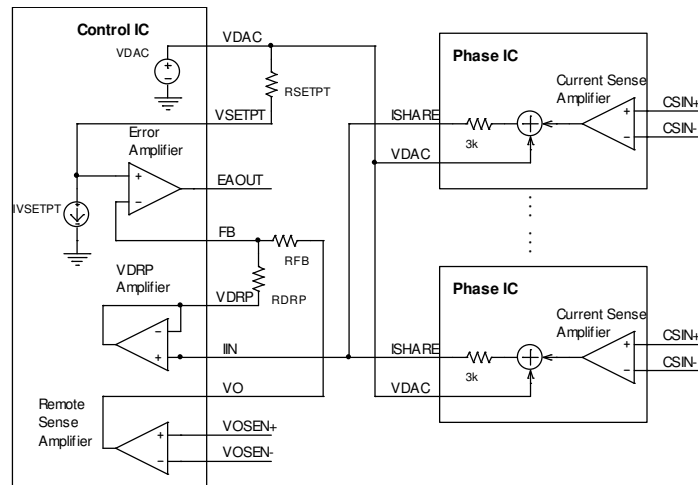 Control IC
VDAC
VDAC
RSETPT
VSETPT
Error
Amplifier
EAOUT
IVSETPT
FB
RFB
VDRP
Amplifier
VDRP
RDRP
IIN
VO
Remote
Sense
Amplifier
VOSEN+
VOSEN-
Phase IC
Current Sense
Amplifier
CSIN+
CSIN-
ISHARE
3k
VDAC
Phase IC
Current Sense
Amplifier
CSIN+
CSIN-
ISHARE
3k
VDAC